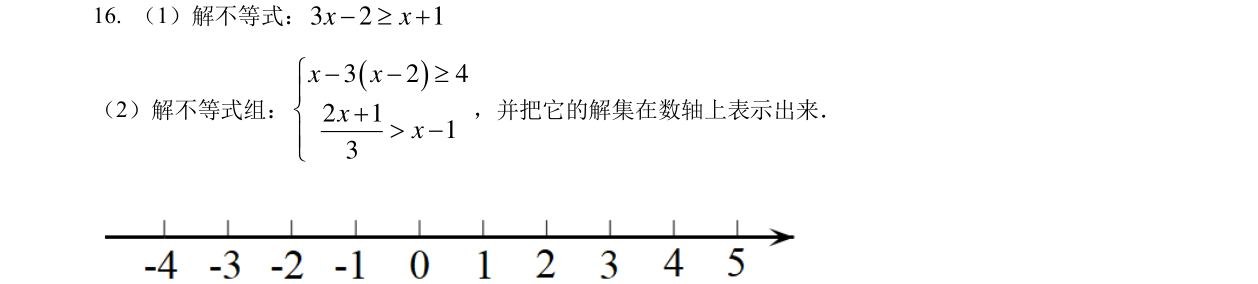 16. （1）解不等式：3x−2≥x+1
（2）解不等式组：{x−3(x−2)≥4
(2x+1)/3>x−1 ，并把它的解集在数轴上表示出来．
-4 -3 -2 -1 0 1 2 3 4 5